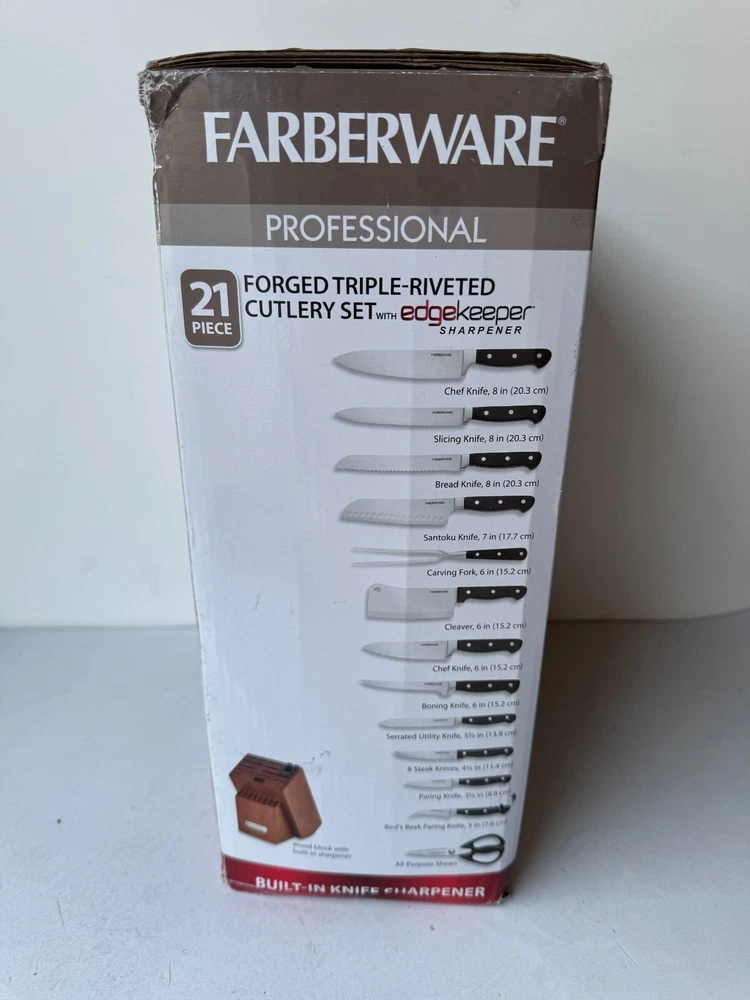 FARBERWARE®
PROFESSIONAL
21
PIECE
FORGED TRIPLE-RIVETED
CUTLERY SET WITH edgekeeper
SHARPENER
FARBERWARE
Chef Knife, 8 in (20.3 cm)
FARBERWARE
Slicing Knife, 8 in (20.3 cm)
FARBERWARE
Bread Knife, 8 in (20.3 cm)
FARBERWARE
Santoku Knife, 7 in (17.7 cm)
Carving Fork, 6 in (15.2 cm)
FARBERWARE
Cleaver, 6 in (15.2 cm)
Chef Knife, 6 in (15.2 cm)
Boning Knife, 6 in (15.2 cm)
Serrated Utility Knife, 5½ in (13.9 cm)
8 Steak Knives, 4½ in (11.4 cm)
Paring Knife, 3½ in (8.8 cm)
Bird's Beak Paring Knife, 3 in (7.6 cm)
All Purpose Shears
Wood block with
built-in sharpener
BUILT-IN KNIFE SHARPENER